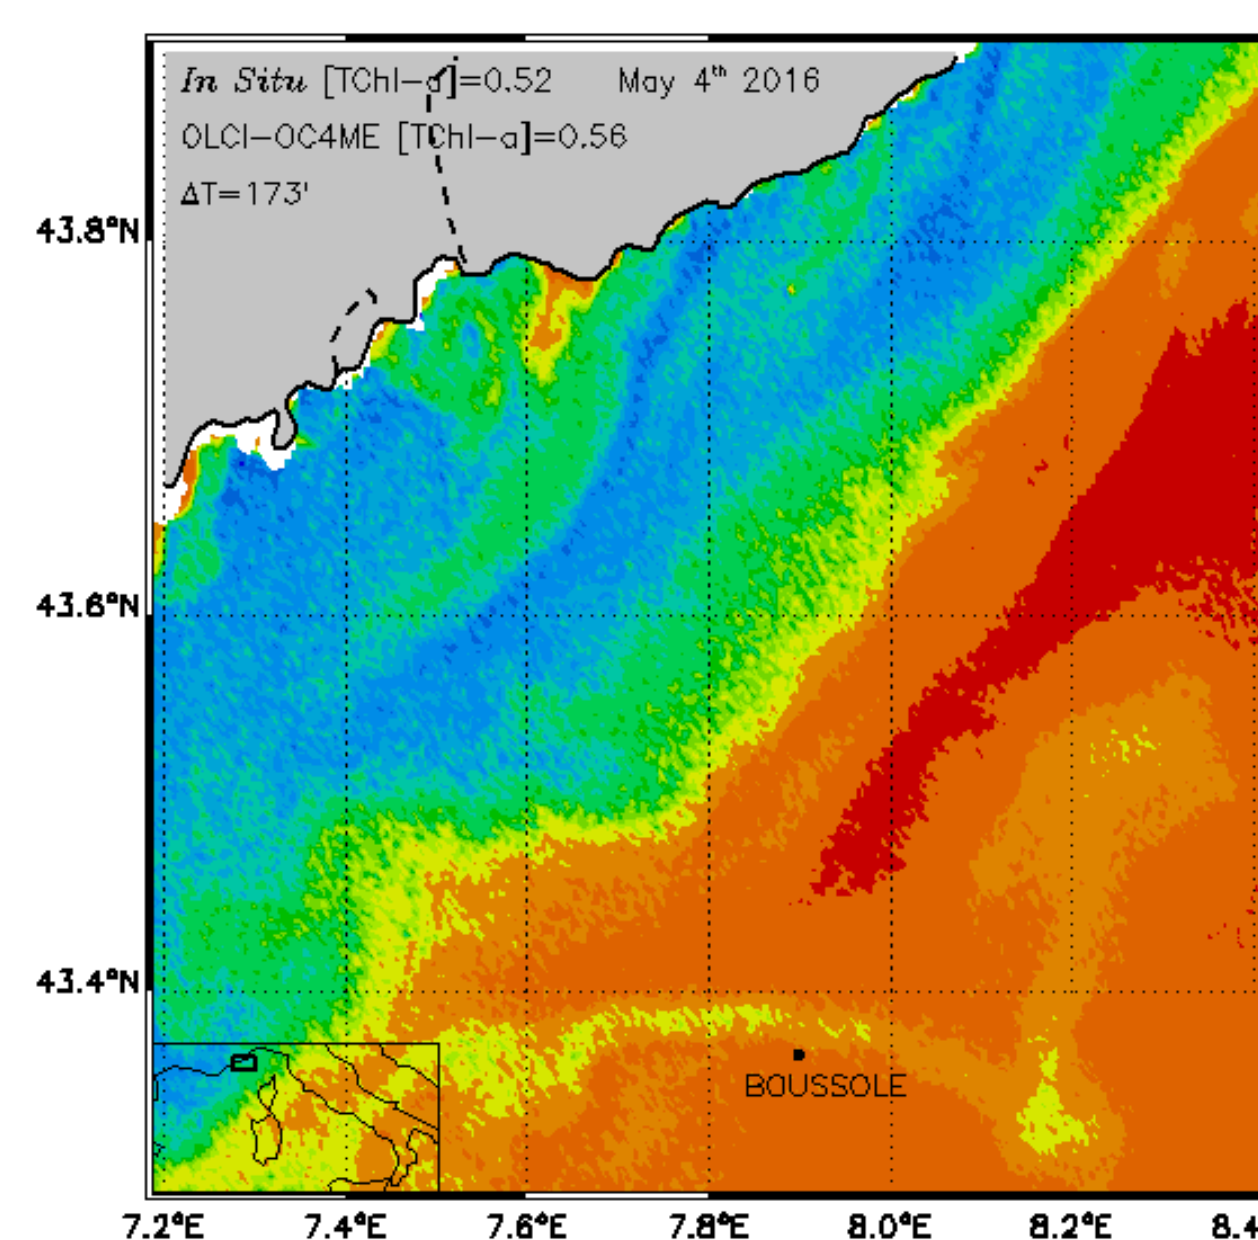 In Situ [TChl-a]=0.52 May 4th 2016
OLCI-OC4ME [TChl-a]=0.56
ΔT=173'
43.8°N
43.6°N
43.4°N
BOUSSOLE
7.2°E 7.4°E 7.6°E 7.8°E 8.0°E 8.2°E 8.4